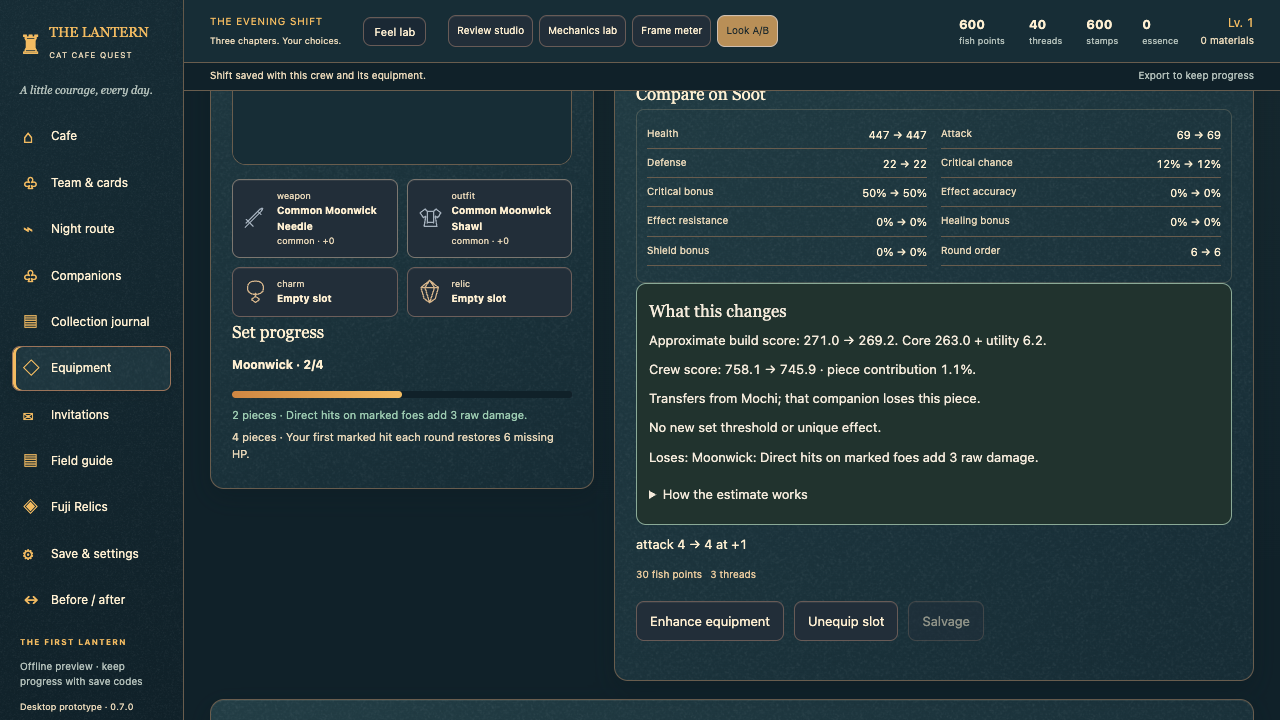 THE LANTERN
CAT CAFE QUEST
A little courage, every day.
Cafe
Team & cards
Night route
Companions
Collection journal
Equipment
Invitations
Field guide
Fuji Relics
Save & settings
Before / after
THE FIRST LANTERN
Offline preview · keep
progress with save codes
Desktop prototype · 0.7.0
THE EVENING SHIFT
Three chapters. Your choices.
Feel lab
Review studio
Mechanics lab
Frame meter
Look A/B
600
fish points
40
threads
600
stamps
0
essence
Lv. 1
0 materials
Shift saved with this crew and its equipment.
Export to keep progress
weapon
Common Moonwick
Needle
common · +0
outfit
Common Moonwick
Shawl
common · +0
charm
Empty slot
relic
Empty slot
Set progress
Moonwick · 2/4
2 pieces · Direct hits on marked foes add 3 raw damage.
4 pieces · Your first marked hit each round restores 6 missing
HP.
Compare on Soot
Health 447 → 447
Attack 69 → 69
Defense 22 → 22
Critical chance 12% → 12%
Critical bonus 50% → 50%
Effect accuracy 0% → 0%
Effect resistance 0% → 0%
Healing bonus 0% → 0%
Shield bonus 0% → 0%
Round order 6 → 6
What this changes
Approximate build score: 271.0 → 269.2. Core 263.0 + utility 6.2.
Crew score: 758.1 → 745.9 · piece contribution 1.1%.
Transfers from Mochi; that companion loses this piece.
No new set threshold or unique effect.
Loses: Moonwick: Direct hits on marked foes add 3 raw damage.
How the estimate works
attack 4 → 4 at +1
30 fish points 3 threads
Enhance equipment
Unequip slot
Salvage